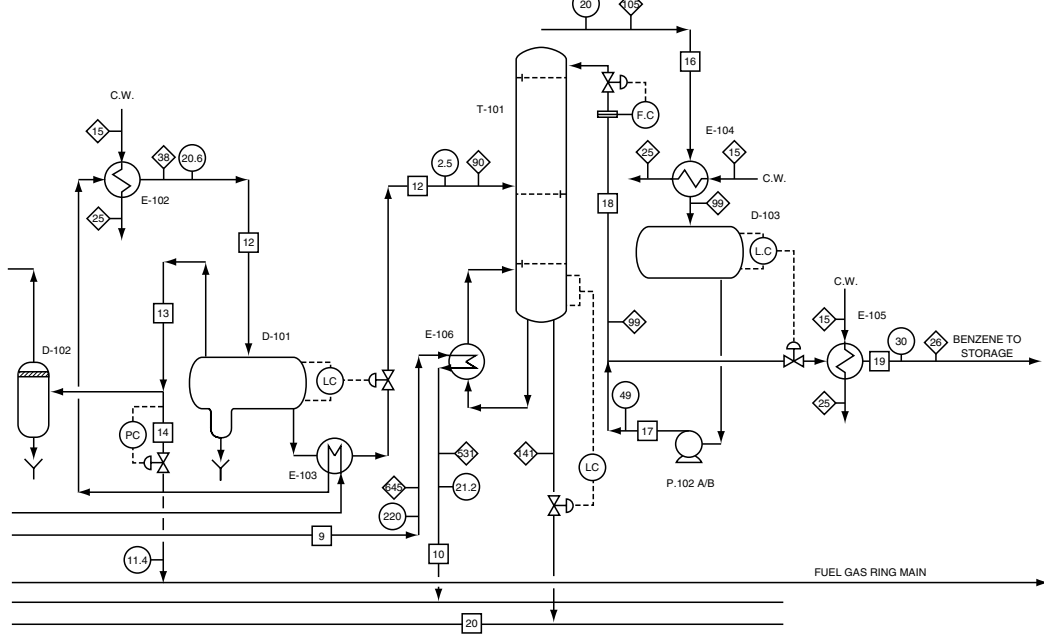 20
105
16
C.W.
T-101
15
F.C
E-104
38
20.6
2.5
90
25
15
E-102
12
C.W.
25
18
99
D-103
12
L.C
C.W.
13
E-105
D-101
99
15
D-102
E-106
30
26
BENZENE TO
STORAGE
19
LC
49
25
PC
14
17
531
141
E-103
LC
P.102 A/B
645
21.2
220
9
10
11.4
FUEL GAS RING MAIN
20